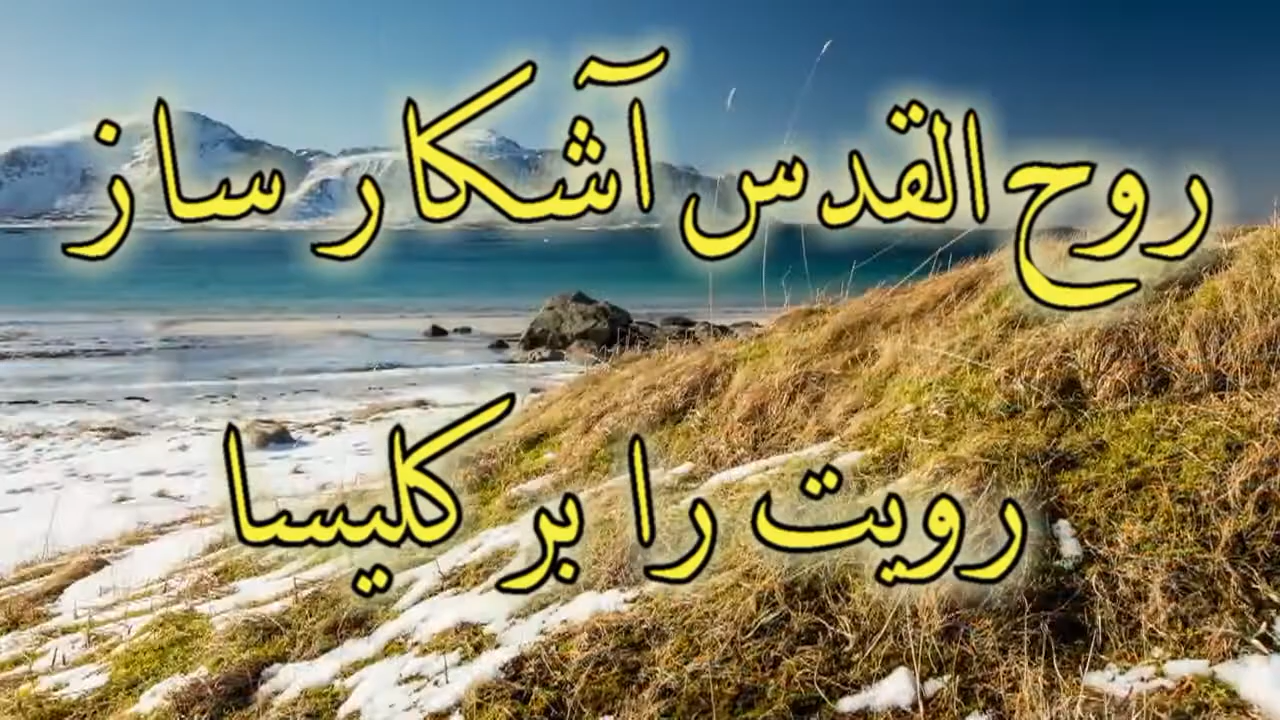 روح القدس آشکار ساز
رویت را بر کلیسا